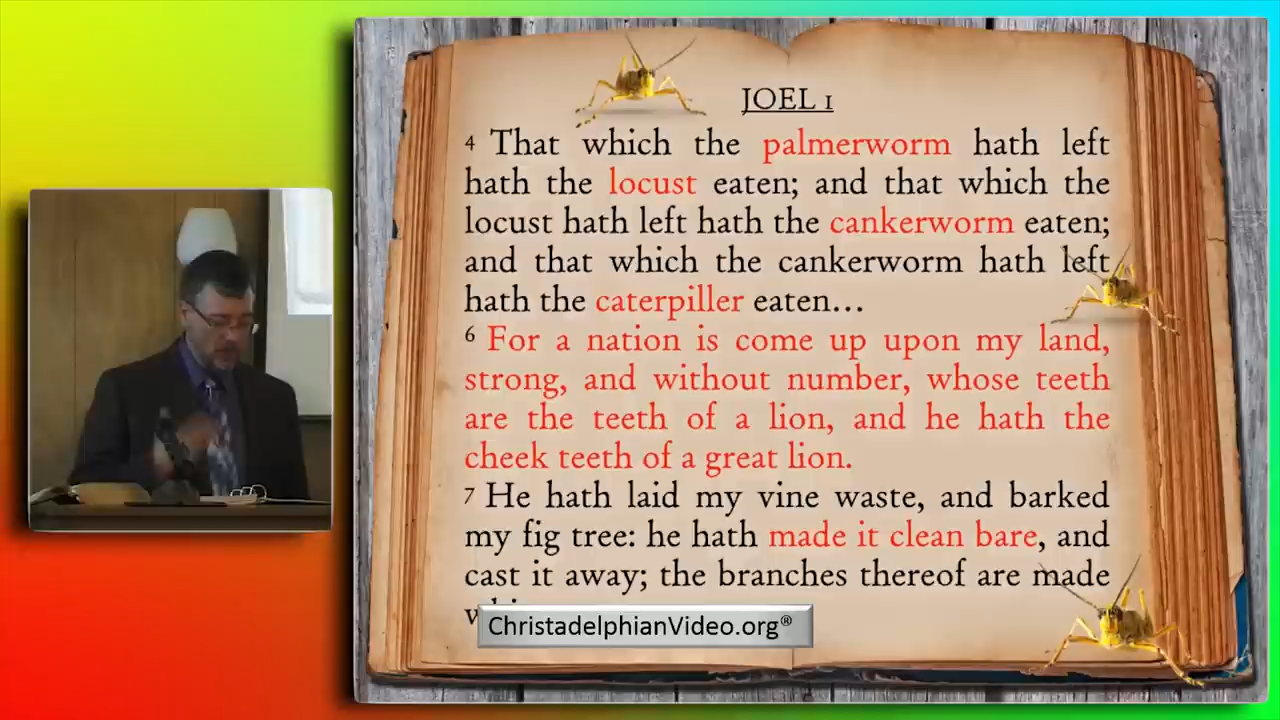 JOEL 1
4 That which the palmerworm hath left
hath the locust eaten; and that which the
locust hath left hath the cankerworm eaten;
and that which the cankerworm hath left
hath the caterpiller eaten…
6 For a nation is come up upon my land,
strong, and without number, whose teeth
are the teeth of a lion, and he hath the
cheek teeth of a great lion.
7 He hath laid my vine waste, and barked
my fig tree: he hath made it clean bare, and
cast it away; the branches thereof are made
ChristadelphianVideo.org®